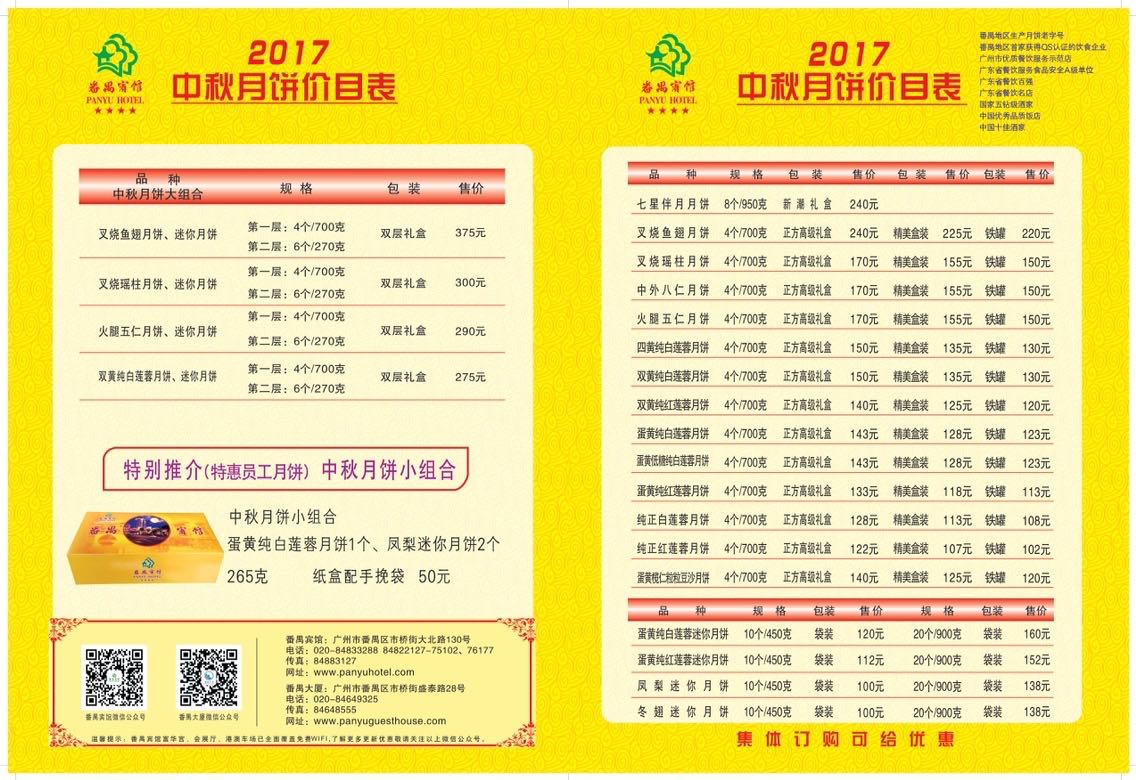 番禺宾馆
PANYU HOTEL
2017
中秋月饼价目表
品 种
中秋月饼大组合 规格 包装 售价
叉烧鱼翅月饼、迷你月饼 第一层：4个/700克 第二层：6个/270克 双层礼盒 375元
叉烧瑶柱月饼、迷你月饼 第一层：4个/700克 第二层：6个/270克 双层礼盒 300元
火腿五仁月饼、迷你月饼 第一层：4个/700克 第二层：6个/270克 双层礼盒 290元
双黄纯白莲蓉月饼、迷你月饼 第一层：4个/700克 第二层：6个/270克 双层礼盒 275元
特别推介(特惠员工月饼) 中秋月饼小组合
番禺 宾馆
番禺宾馆
中秋月饼小组合
蛋黄纯白莲蓉月饼1个、凤梨迷你月饼2个
265克 纸盒配手挽袋 50元
番禺宾馆微信公众号
番禺大厦微信公众号
番禺宾馆：广州市番禺区市桥街大北路130号
电话：020-84833288 84822127-75102、76177
传真：84883127
网址：www.panyuhotel.com
番禺大厦：广州市番禺区市桥街盛泰路28号
电话：020-84649325
传真：84648555
网址：www.panyuguesthouse.com
温馨提示：番禺宾馆富华宫、会展厅、港澳车场已全面覆盖免费WIFI,了解更多更新优惠敬请关注以上微信公众号。
番禺宾馆
PANYU HOTEL
2017
中秋月饼价目表
番禺地区生产月饼老字号
番禺地区首家获得QS认证的饮食企业
广州市优质餐饮服务示范店
广东省餐饮服务食品安全A级单位
广东省餐饮百强
广东省餐饮名店
国家五钻级酒家
中国优秀品质饭店
中国十佳酒家
品 种 规格 包装 售价 包装 售价 包装 售价
七星伴月月饼 8个/950克 新潮礼盒 240元
叉烧鱼翅月饼 4个/700克 正方高级礼盒 240元 精美盒装 225元 铁罐 220元
叉烧瑶柱月饼 4个/700克 正方高级礼盒 170元 精美盒装 155元 铁罐 150元
中外八仁月饼 4个/700克 正方高级礼盒 170元 精美盒装 155元 铁罐 150元
火腿五仁月饼 4个/700克 正方高级礼盒 170元 精美盒装 155元 铁罐 150元
四黄纯白莲蓉月饼 4个/700克 正方高级礼盒 150元 精美盒装 135元 铁罐 130元
双黄纯白莲蓉月饼 4个/700克 正方高级礼盒 150元 精美盒装 135元 铁罐 130元
双黄纯红莲蓉月饼 4个/700克 正方高级礼盒 140元 精美盒装 125元 铁罐 120元
蛋黄纯白莲蓉月饼 4个/700克 正方高级礼盒 143元 精美盒装 128元 铁罐 123元
蛋黄低糖纯白莲蓉月饼 4个/700克 正方高级礼盒 143元 精美盒装 128元 铁罐 123元
蛋黄纯红莲蓉月饼 4个/700克 正方高级礼盒 133元 精美盒装 118元 铁罐 113元
纯正白莲蓉月饼 4个/700克 正方高级礼盒 128元 精美盒装 113元 铁罐 108元
纯正红莲蓉月饼 4个/700克 正方高级礼盒 122元 精美盒装 107元 铁罐 102元
蛋黄榄仁粒粒豆沙月饼 4个/700克 正方高级礼盒 140元 精美盒装 125元 铁罐 120元
品 种 规格 包装 售价 规格 包装 售价
蛋黄纯白莲蓉迷你月饼 10个/450克 袋装 120元 20个/900克 袋装 160元
蛋黄纯红莲蓉迷你月饼 10个/450克 袋装 112元 20个/900克 袋装 152元
凤梨迷你月饼 10个/450克 袋装 100元 20个/900克 袋装 138元
冬翅迷你月饼 10个/450克 袋装 100元 20个/900克 袋装 138元
集体订购可给优惠